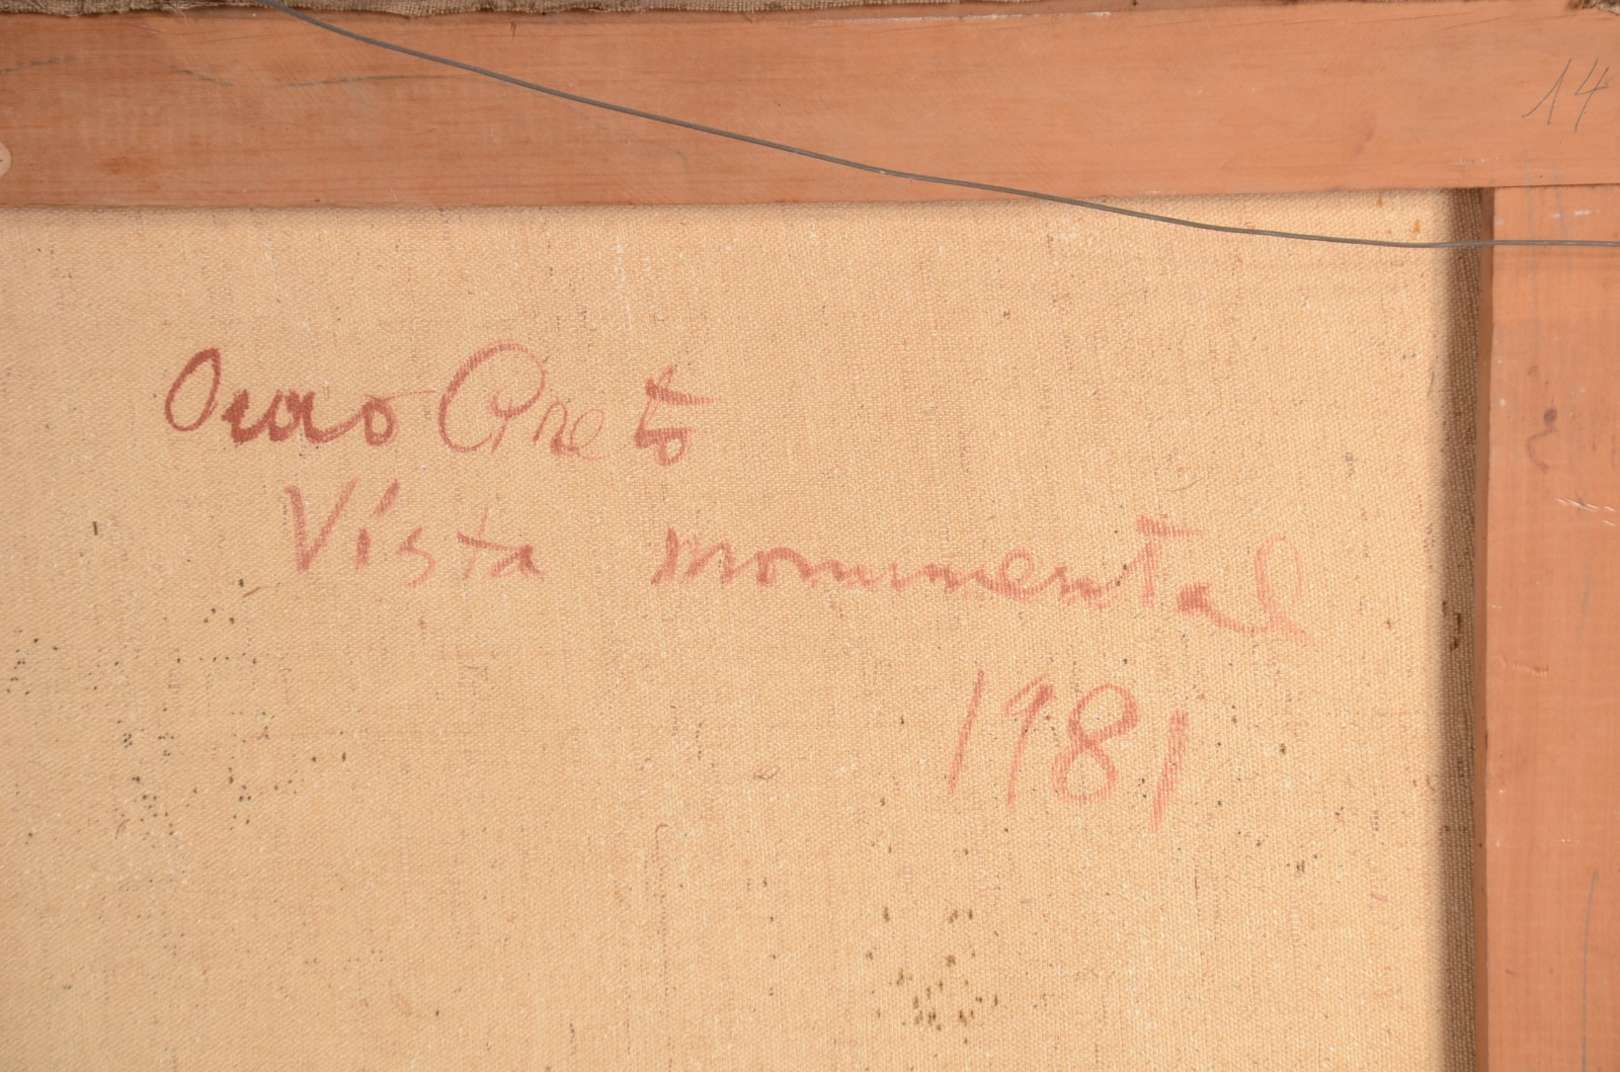 14
Ouro Preto
Vista monumental
1981